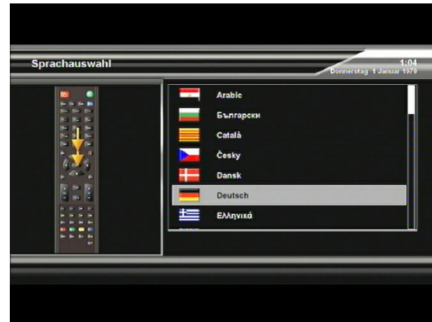 Sprachauswahl
1:04
Donnerstag 1 Januar 1970
Arabic
Български
Català
Česky
Dansk
Deutsch
Ελληνικά